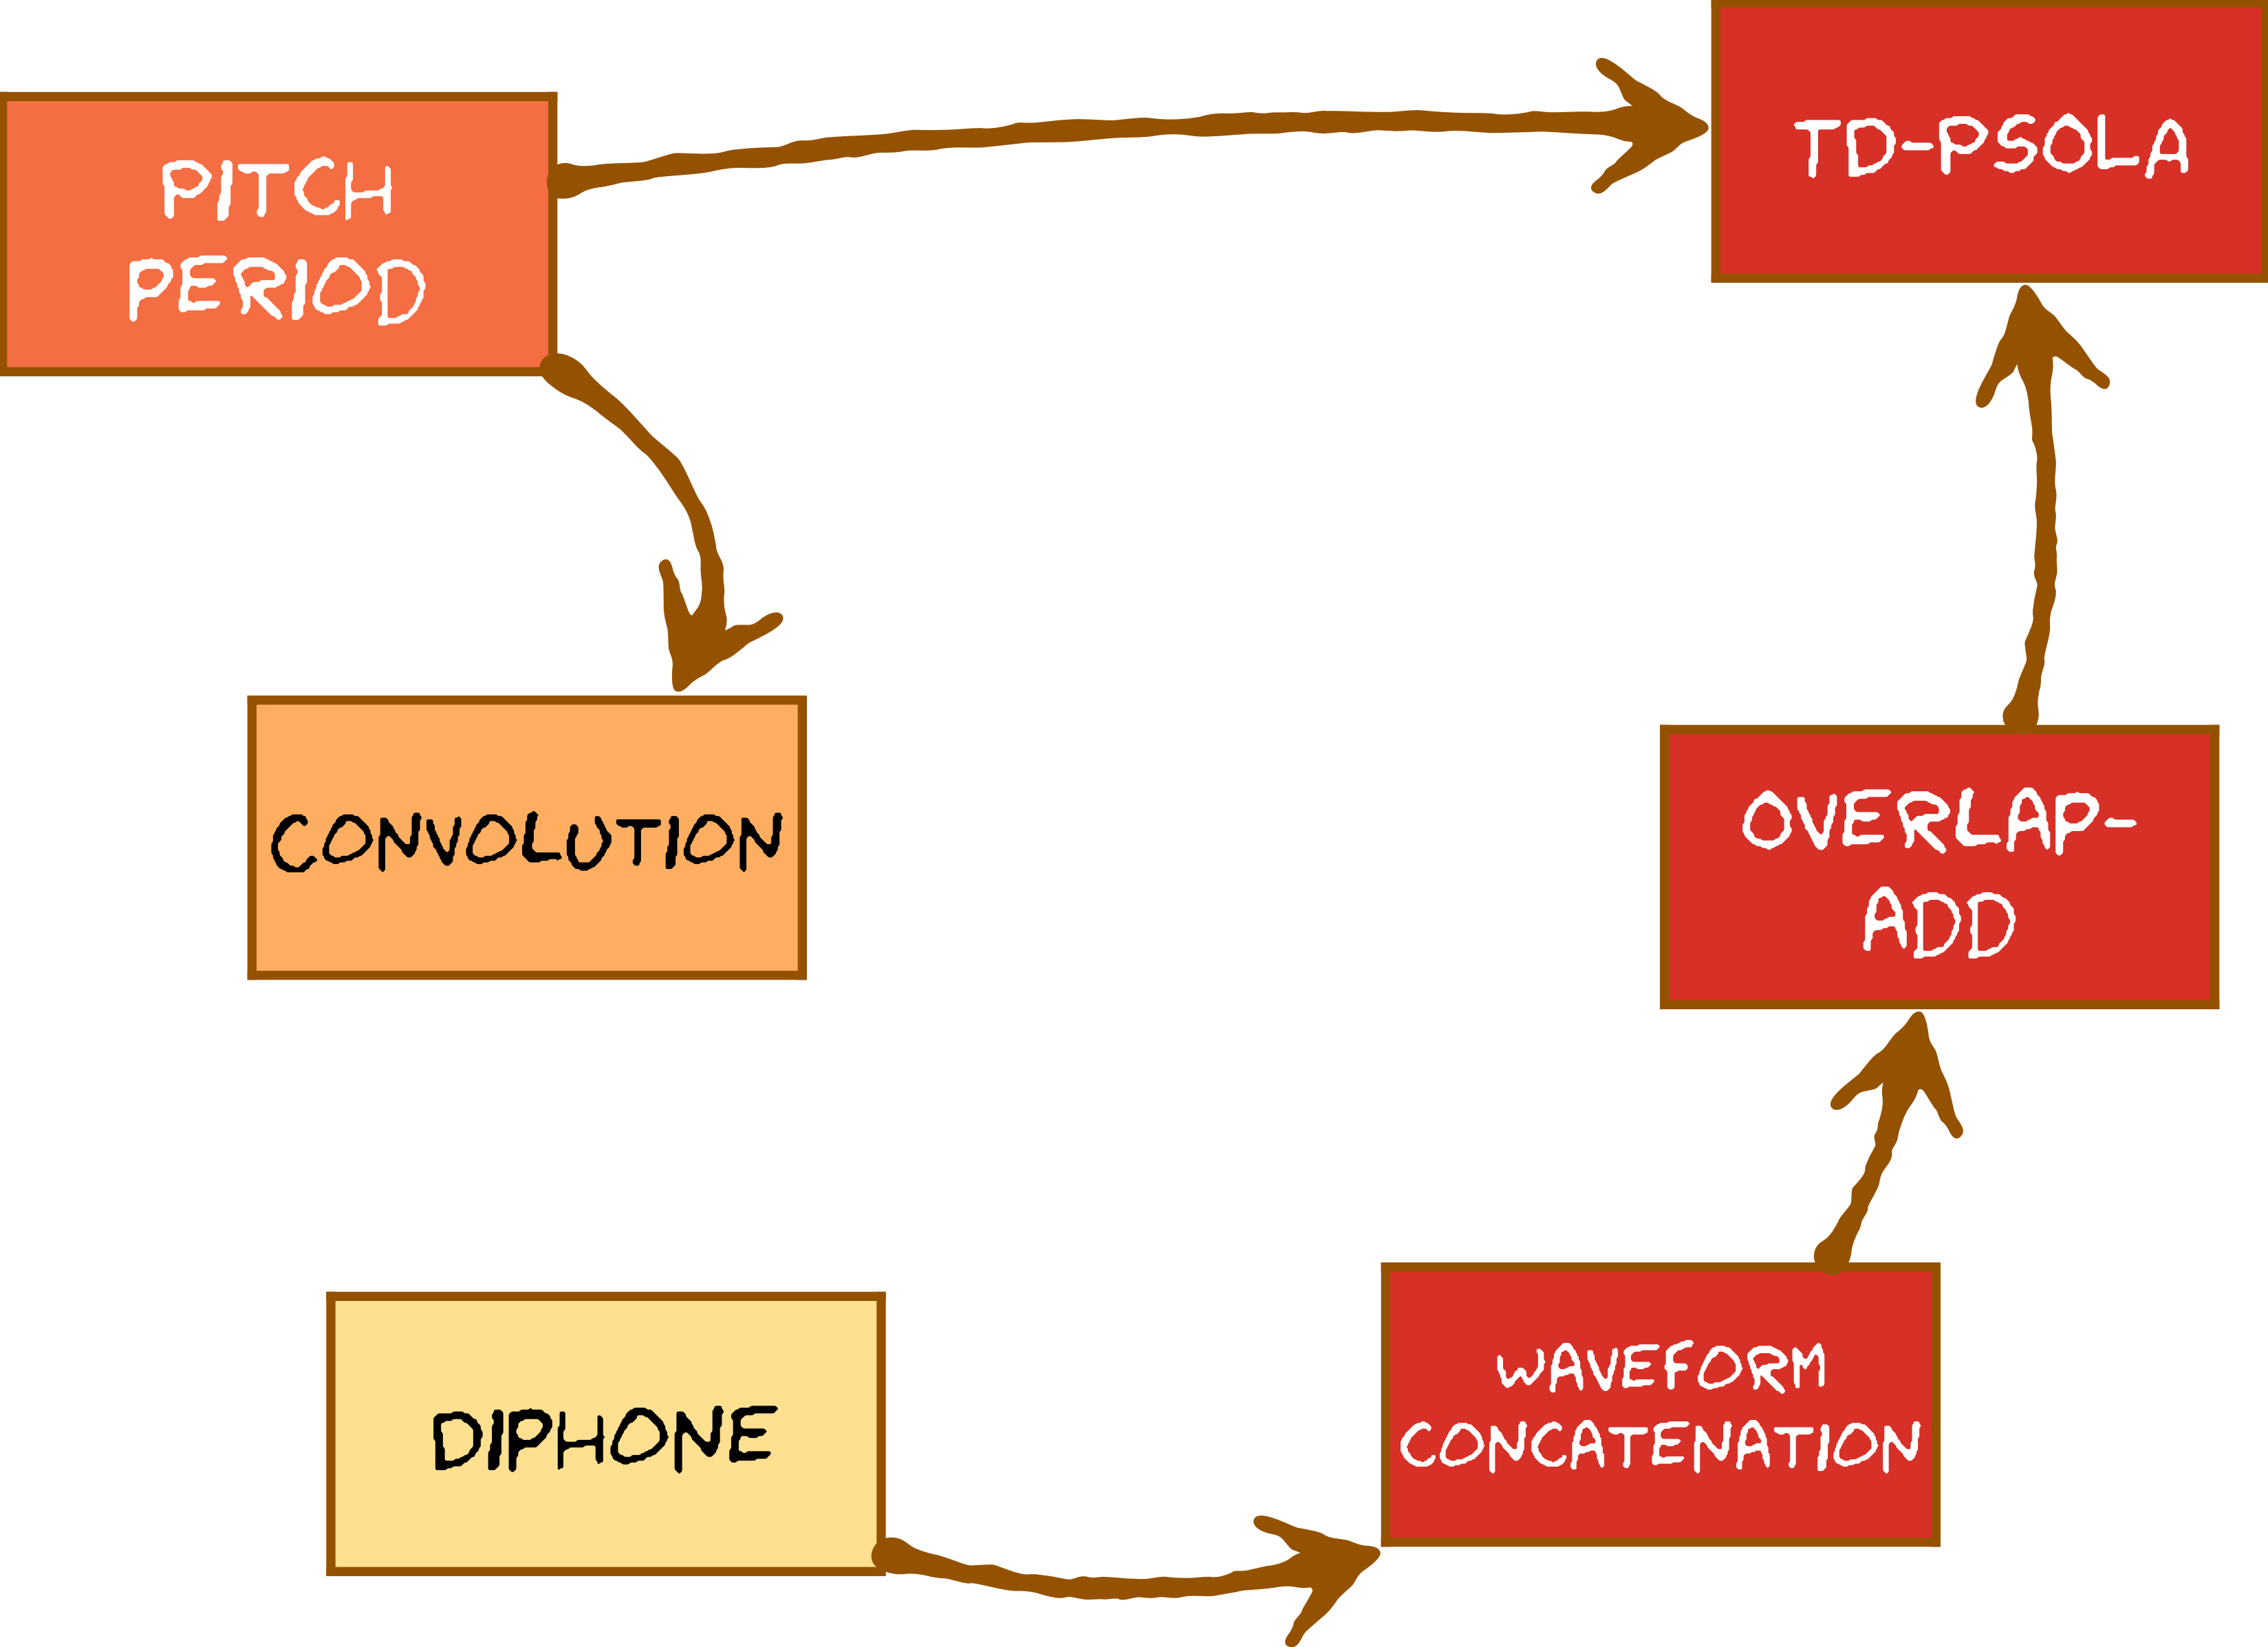 PITCH
PERIOD
TD-PSOLA
CONVOLUTION
OVERLAP-
ADD
DIPHONE
WAVEFORM
CONCATENATION